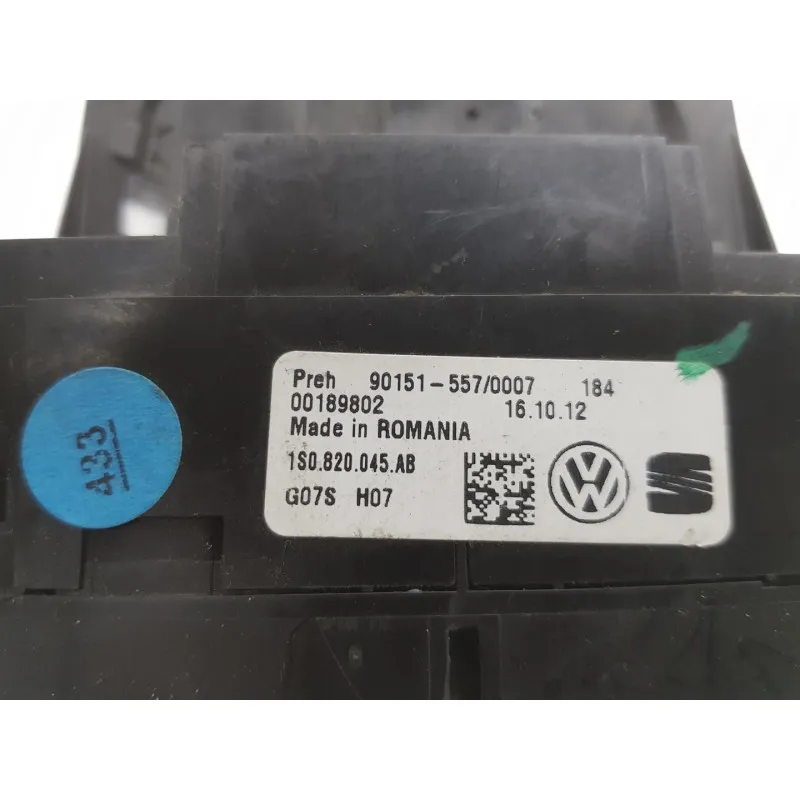 Preh 90151-557/0007 184
00189802 16.10.12
Made in ROMANIA
1S0.820.045.AB
G07S H07
433